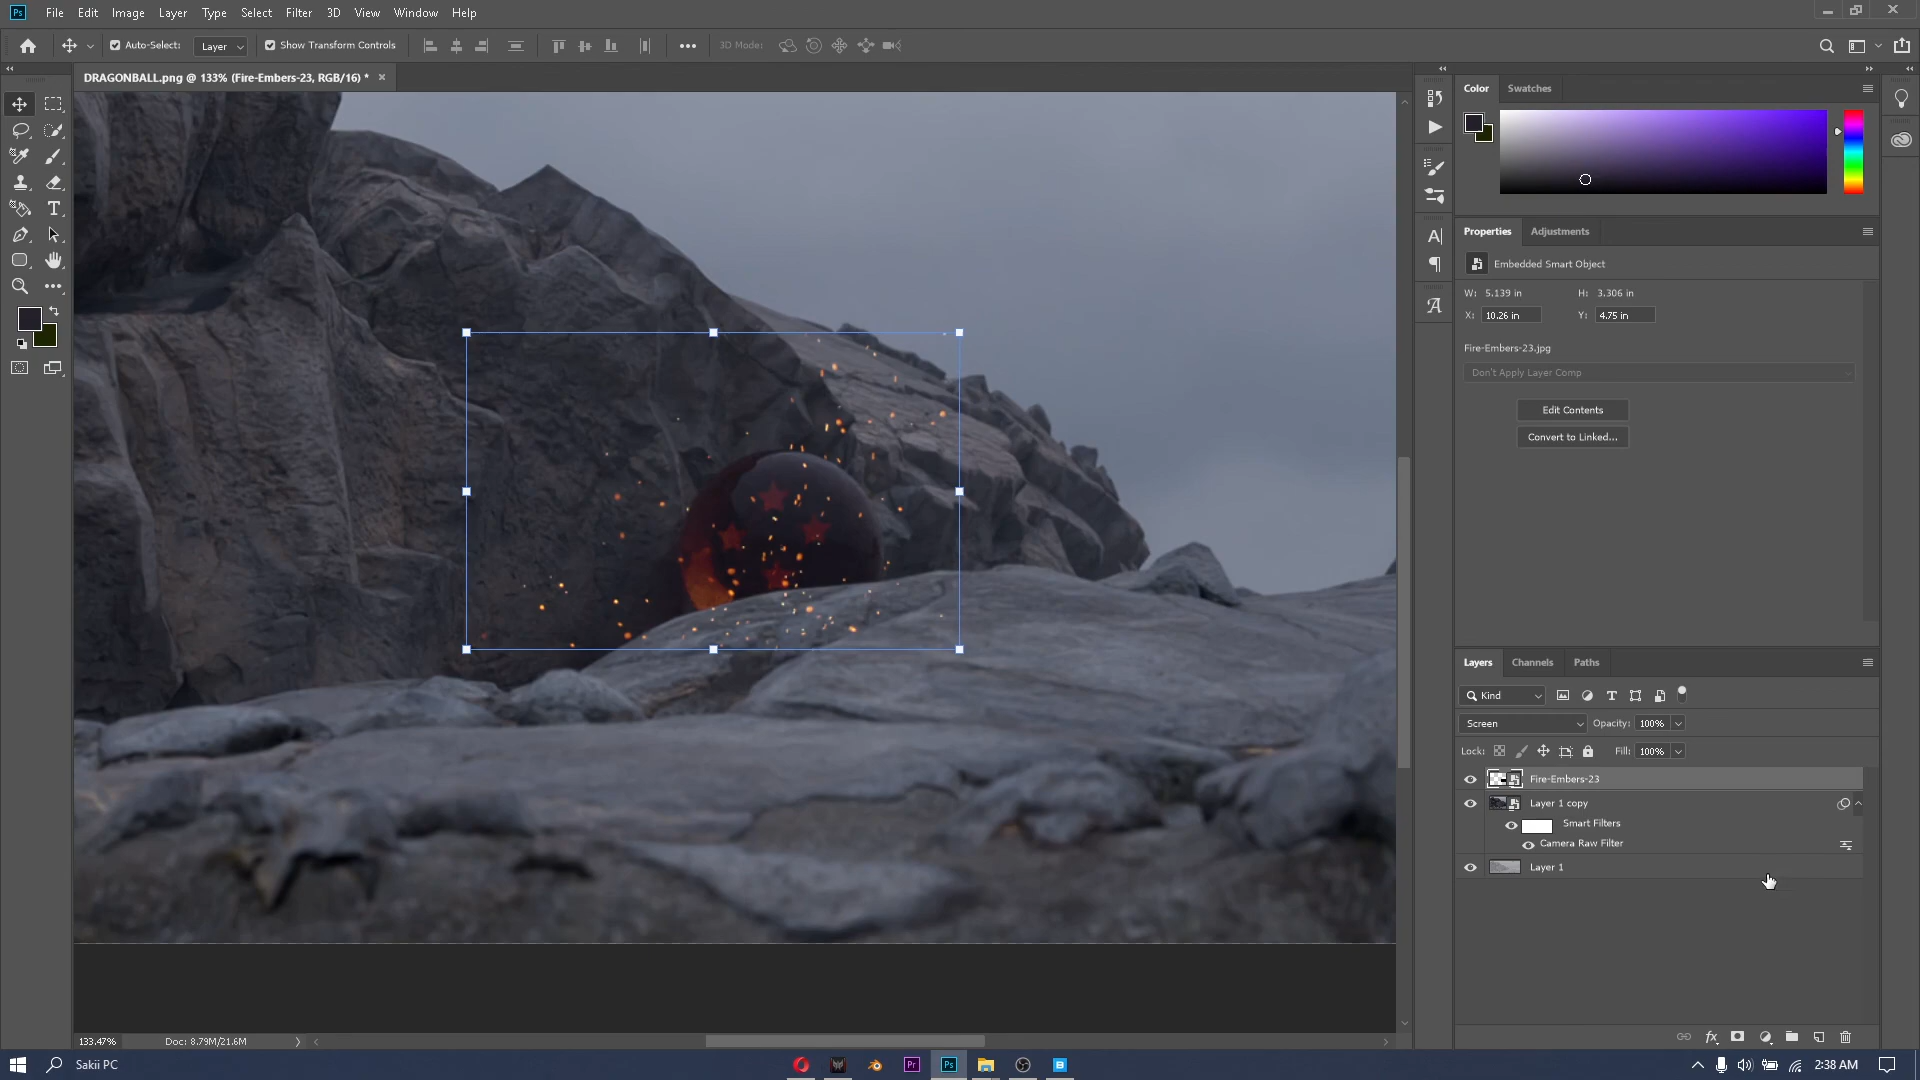 Ps File Edit Image Layer Type Select Filter 3D View Window Help
Auto-Select: Layer Show Transform Controls 3D Mode:
DRAGONBALL.png @ 133% (Fire-Embers-23, RGB/16) *
Color Swatches
Properties Adjustments
Embedded Smart Object
W: 5.139 in H: 3.306 in
X: 10.26 in Y: 4.75 in
Fire-Embers-23.jpg
Don't Apply Layer Comp
Edit Contents
Convert to Linked...
Layers Channels Paths
Kind
Screen Opacity: 100%
Lock: Fill: 100%
Fire-Embers-23
Layer 1 copy
Smart Filters
Camera Raw Filter
Layer 1
133.47% Doc: 8.79M/21.6M
Sakii PC Pr Ps 2:38 AM